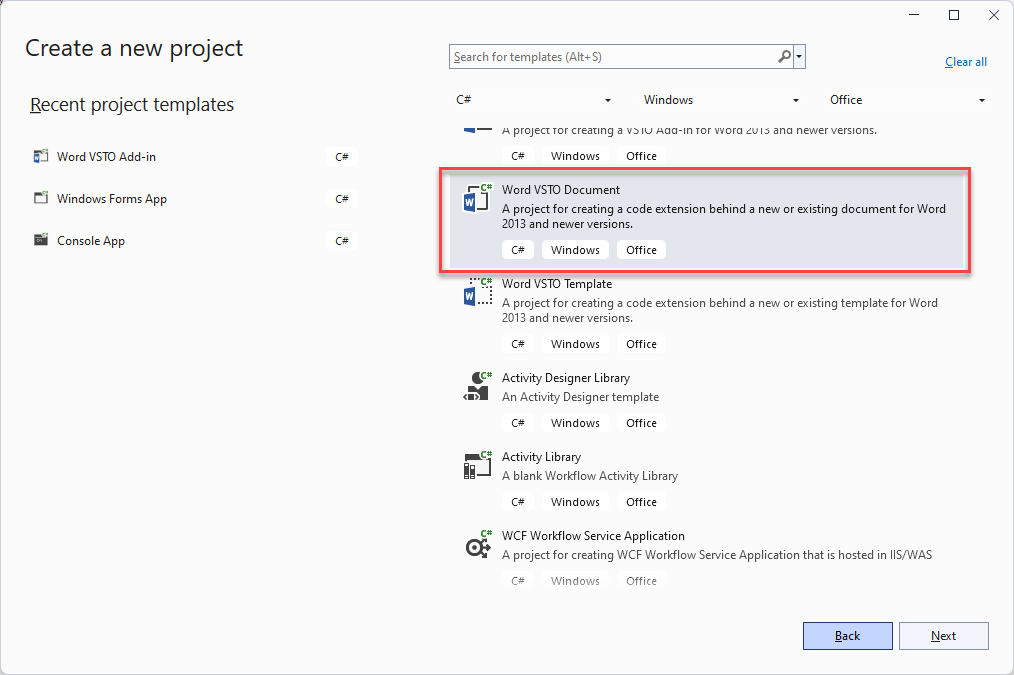 Create a new project
Search for templates (Alt+S)
Clear all
Recent project templates
C#
Windows
Office
Word VSTO Add-in
C#
Windows Forms App
C#
Console App
C#
A project for creating a VSTO Add-in for Word 2013 and newer versions.
C# Windows Office
Word VSTO Document
A project for creating a code extension behind a new or existing document for Word
2013 and newer versions.
C# Windows Office
Word VSTO Template
A project for creating a code extension behind a new or existing template for Word
2013 and newer versions.
C# Windows Office
Activity Designer Library
An Activity Designer template
C# Windows Office
Activity Library
A blank Workflow Activity Library
C# Windows Office
WCF Workflow Service Application
A project for creating WCF Workflow Service Application that is hosted in IIS/WAS
C# Windows Office
Back
Next